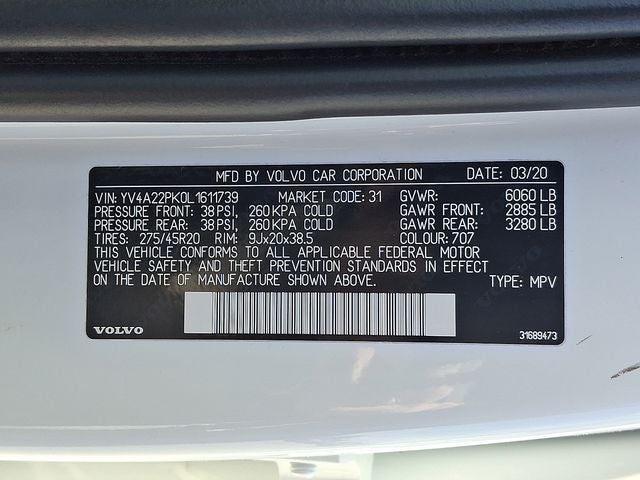 MFD BY VOLVO CAR CORPORATION DATE: 03/20
VIN: YV4A22PK0L1611739 MARKET CODE: 31 GVWR: 6060 LB
PRESSURE FRONT: 38 PSI, 260 KPA COLD GAWR FRONT: 2885 LB
PRESSURE REAR: 38 PSI, 260 KPA COLD GAWR REAR: 3280 LB
TIRES: 275/45R20 RIM: 9Jx20x38.5 COLOUR: 707
THIS VEHICLE CONFORMS TO ALL APPLICABLE FEDERAL MOTOR
VEHICLE SAFETY AND THEFT PREVENTION STANDARDS IN EFFECT
ON THE DATE OF MANUFACTURE SHOWN ABOVE. TYPE: MPV
VOLVO 31689473